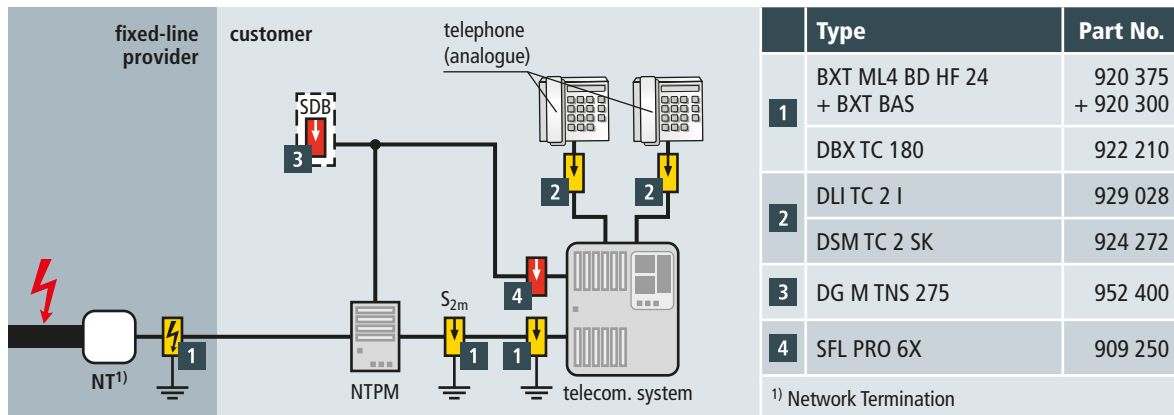 fixed-line
provider
customer
telephone
(analogue)
SDB
3
2
2
4
S2m
1
1
1
NT1)
NTPM
telecom. system
Type Part No.
1
BXT ML4 BD HF 24 920 375
+ BXT BAS + 920 300
DBX TC 180 922 210
2
DLI TC 2 I 929 028
DSM TC 2 SK 924 272
3 DG M TNS 275 952 400
4 SFL PRO 6X 909 250
1) Network Termination